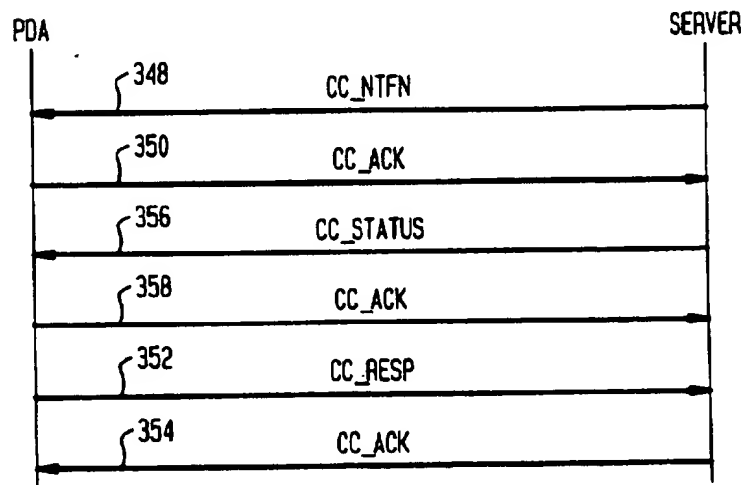 PDA
SERVER
348
CC_NTFN
350
CC_ACK
356
CC_STATUS
358
CC_ACK
352
CC_RESP
354
CC_ACK